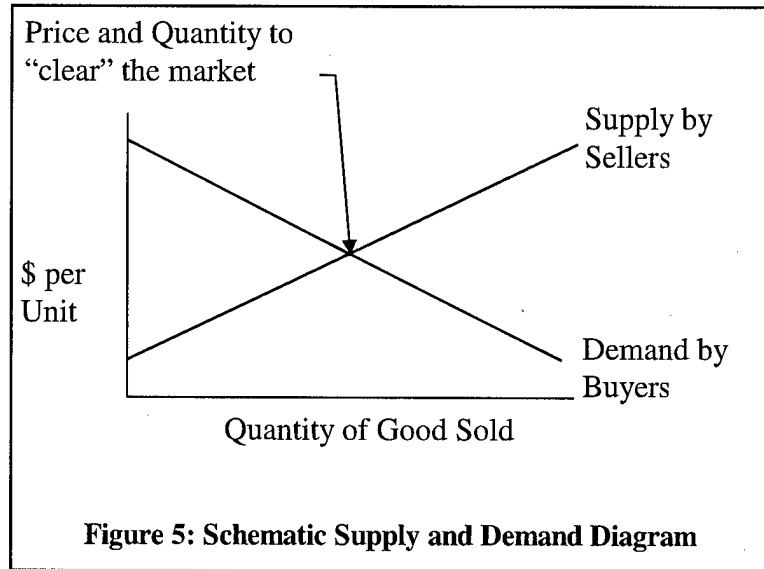 Price and Quantity to
“clear” the market
Supply by
Sellers
$ per
Unit
Demand by
Buyers
Quantity of Good Sold
Figure 5: Schematic Supply and Demand Diagram